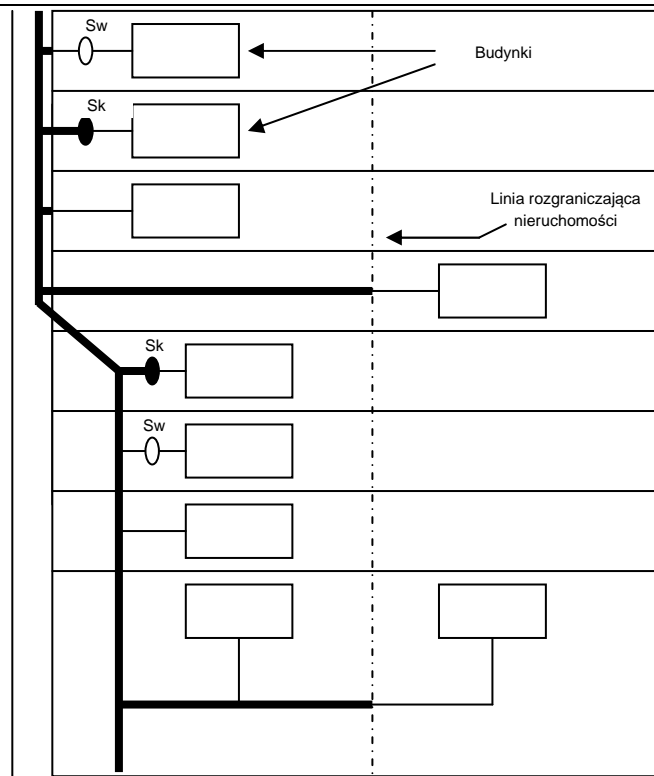 Sw
Budynki
Sk
Linia rozgraniczająca
nieruchomości
Sk
Sw